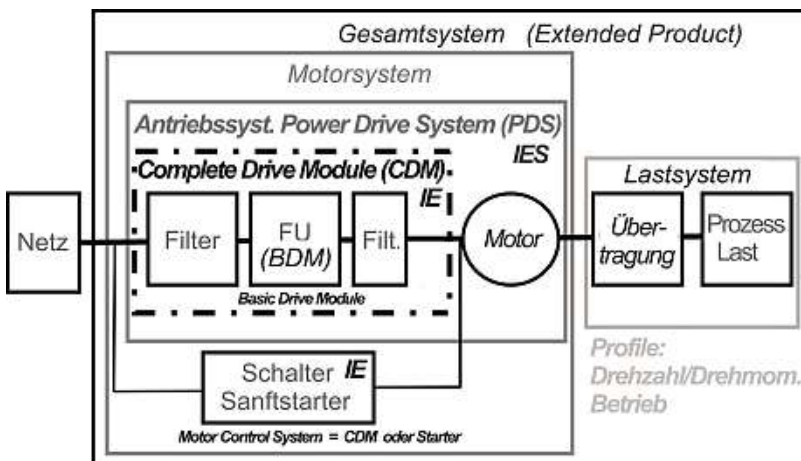 Gesamtsystem (Extended Product)
Motorsystem
Antriebssyst. Power Drive System (PDS)
IES
Complete Drive Module (CDM)
IE
Lastsystem
Netz
Filter
FU
(BDM)
Filt.
Motor
Über-
tragung
Prozess
Last
Basic Drive Module
Schalter IE
Sanftstarter
Motor Control System = CDM oder Starter
Profile:
Drehzahl/Drehmom.
Betrieb